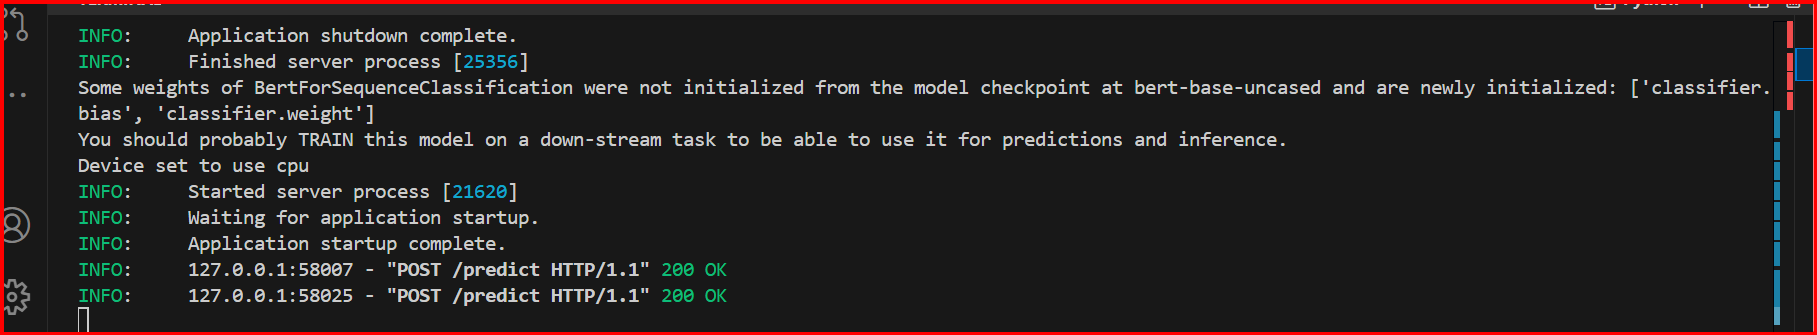 INFO:     Application shutdown complete.
INFO:     Finished server process [25356]
Some weights of BertForSequenceClassification were not initialized from the model checkpoint at bert-base-uncased and are newly initialized: ['classifier.
bias', 'classifier.weight']
You should probably TRAIN this model on a down-stream task to be able to use it for predictions and inference.
Device set to use cpu
INFO:     Started server process [21620]
INFO:     Waiting for application startup.
INFO:     Application startup complete.
INFO:     127.0.0.1:58007 - "POST /predict HTTP/1.1" 200 OK
INFO:     127.0.0.1:58025 - "POST /predict HTTP/1.1" 200 OK